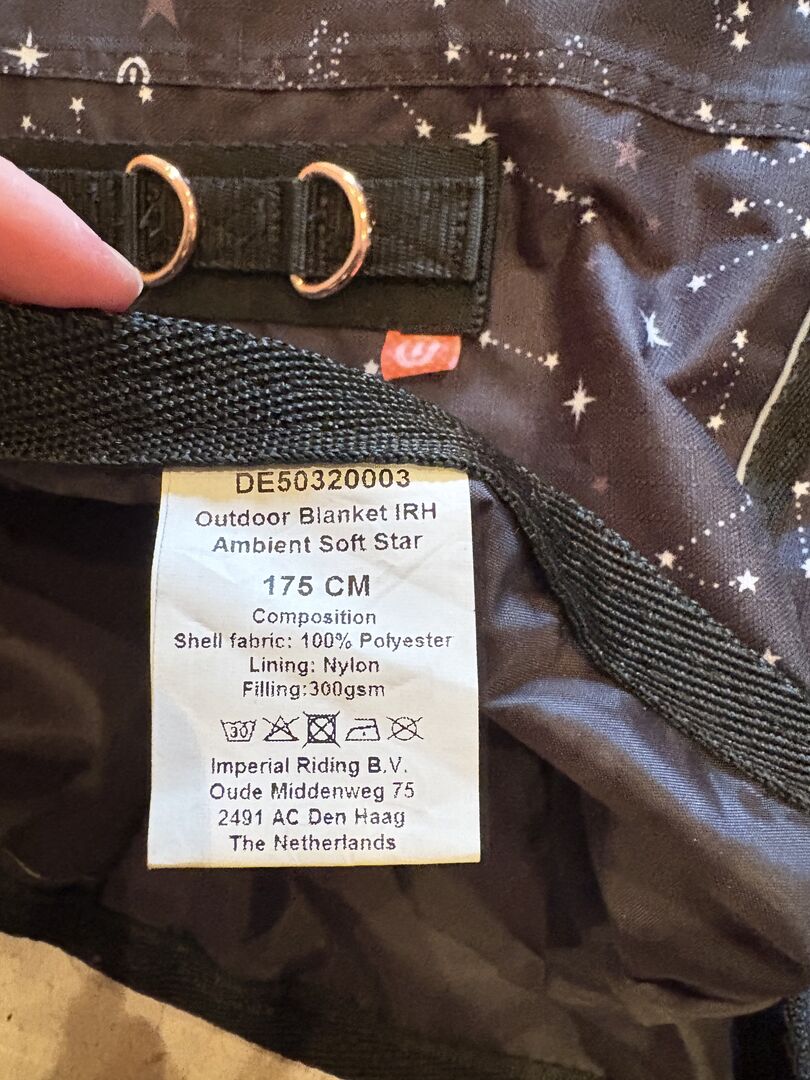 DE50320003
Outdoor Blanket IRH
Ambient Soft Star
175 CM
Composition
Shell fabric: 100% Polyester
Lining: Nylon
Filling:300gsm
30
Imperial Riding B.V.
Oude Middenweg 75
2491 AC Den Haag
The Netherlands